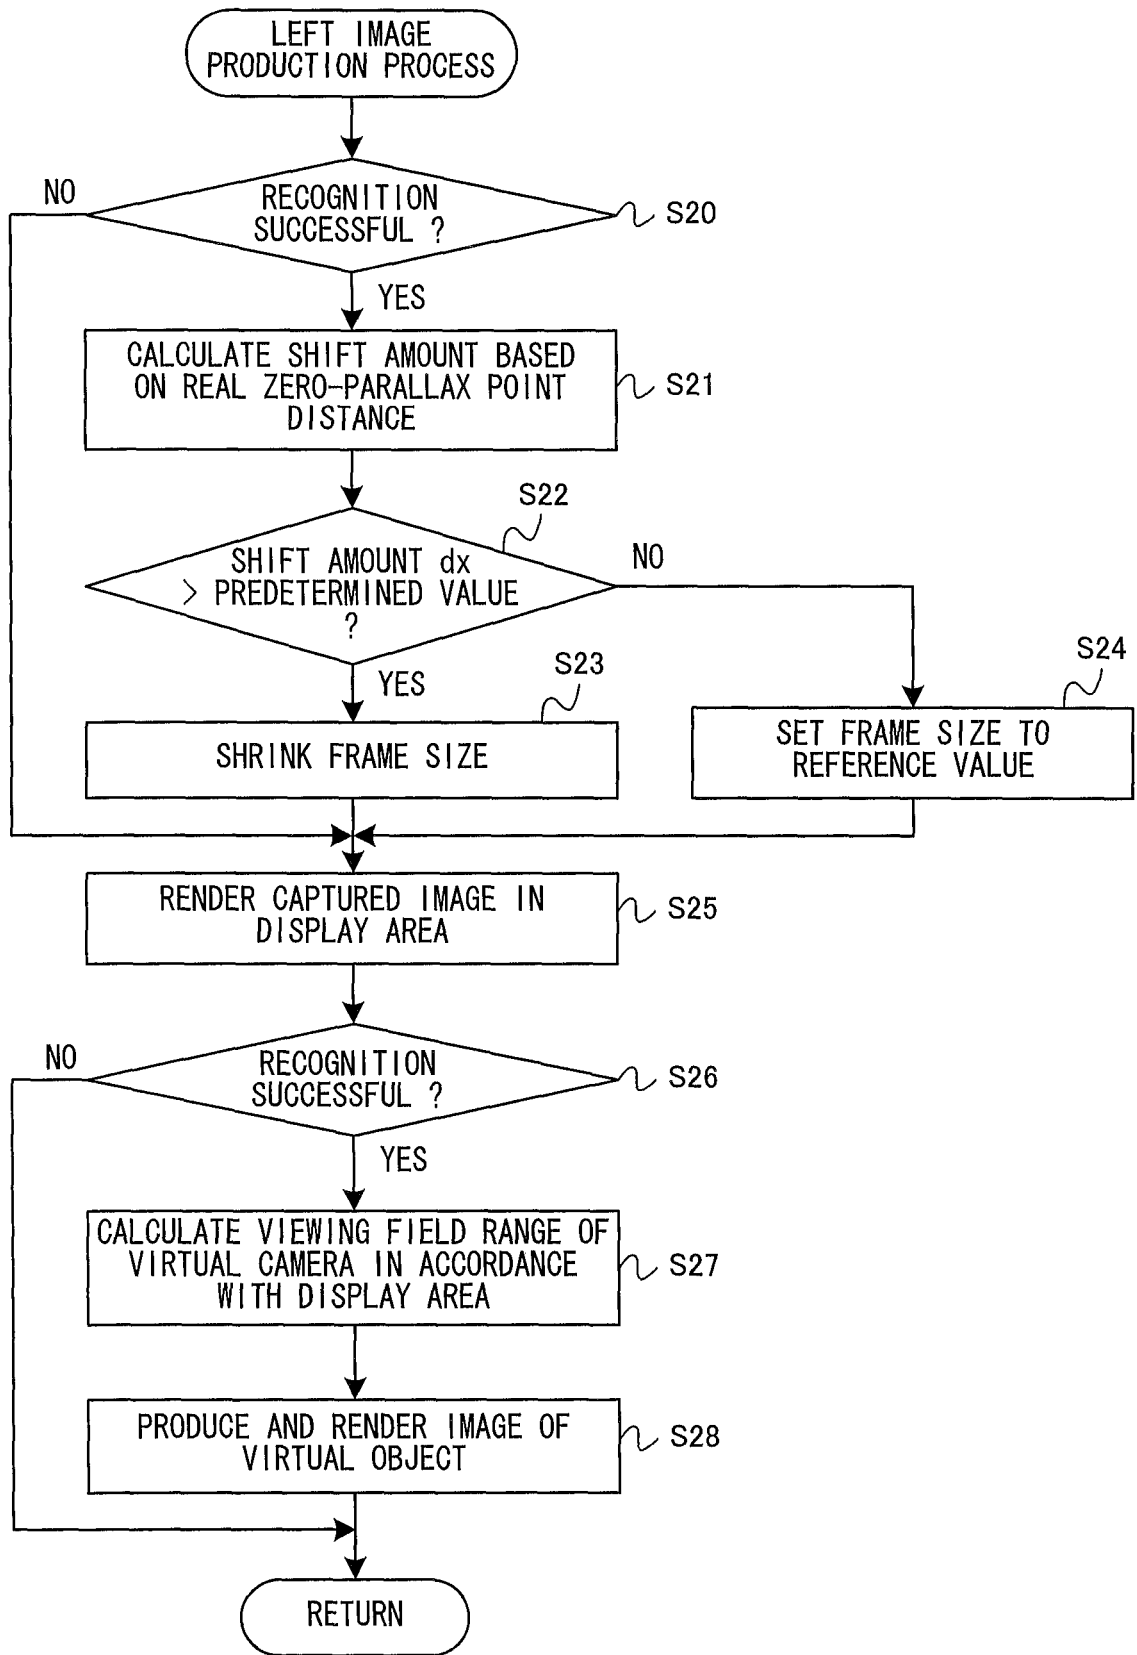 LEFT IMAGE
PRODUCTION PROCESS
NO
RECOGNITION
SUCCESSFUL ?
S20
YES
CALCULATE SHIFT AMOUNT BASED
ON REAL ZERO-PARALLAX POINT
DISTANCE
S21
S22
SHIFT AMOUNT dx
> PREDETERMINED VALUE
?
NO
YES
S23
S24
SHRINK FRAME SIZE
SET FRAME SIZE TO
REFERENCE VALUE
RENDER CAPTURED IMAGE IN
DISPLAY AREA
S25
NO
RECOGNITION
SUCCESSFUL ?
S26
YES
CALCULATE VIEWING FIELD RANGE OF
VIRTUAL CAMERA IN ACCORDANCE
WITH DISPLAY AREA
S27
PRODUCE AND RENDER IMAGE OF
VIRTUAL OBJECT
S28
RETURN